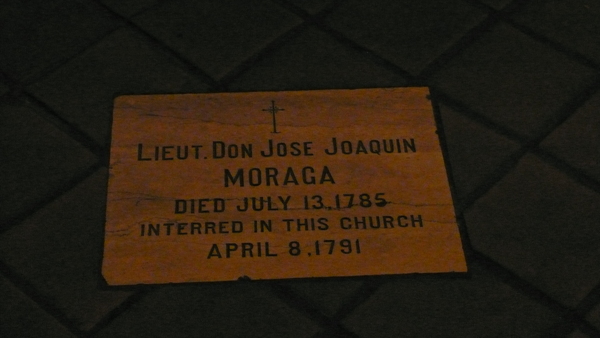 LIEUT. DON JOSE JOAQUIN
MORAGA
DIED JULY 13, 1785
INTERRED IN THIS CHURCH
APRIL 8, 1791